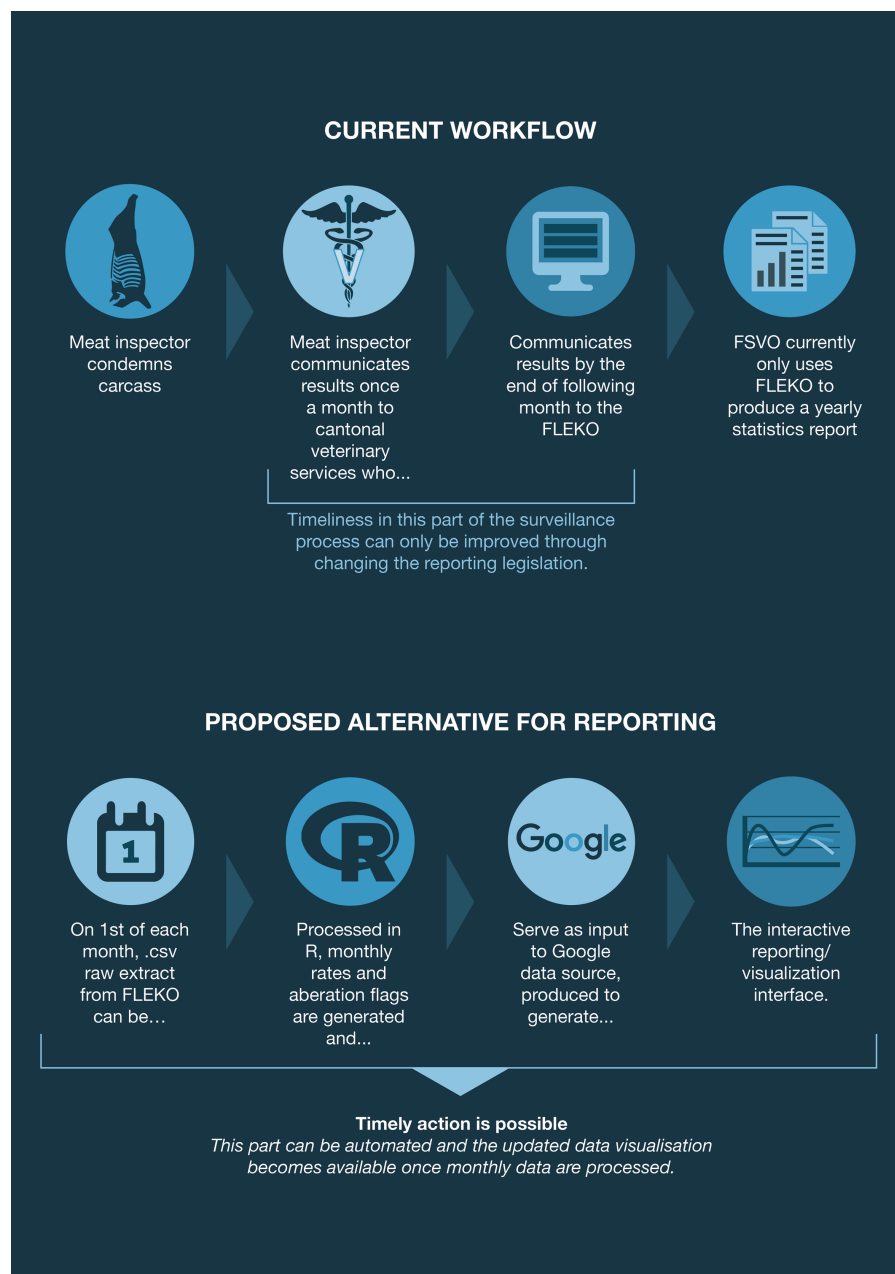 CURRENT WORKFLOW
Meat inspector
condemns
carcass
V
Meat inspector
communicates
results once
a month to
cantonal
veterinary
services who...
Communicates
results by the
end of following
month to the
FLEKO
FSVO currently
only uses
FLEKO to
produce a yearly
statistics report
Timeliness in this part of the surveillance
process can only be improved through
changing the reporting legislation.
PROPOSED ALTERNATIVE FOR REPORTING
1
On 1st of each
month, .csv
raw extract
from FLEKO
can be…
R
Processed in
R, monthly
rates and
aberation flags
are generated
and...
Google
Serve as input
to Google
data source,
produced to
generate...
The interactive
reporting/
visualization
interface.
Timely action is possible
This part can be automated and the updated data visualisation
becomes available once monthly data are processed.